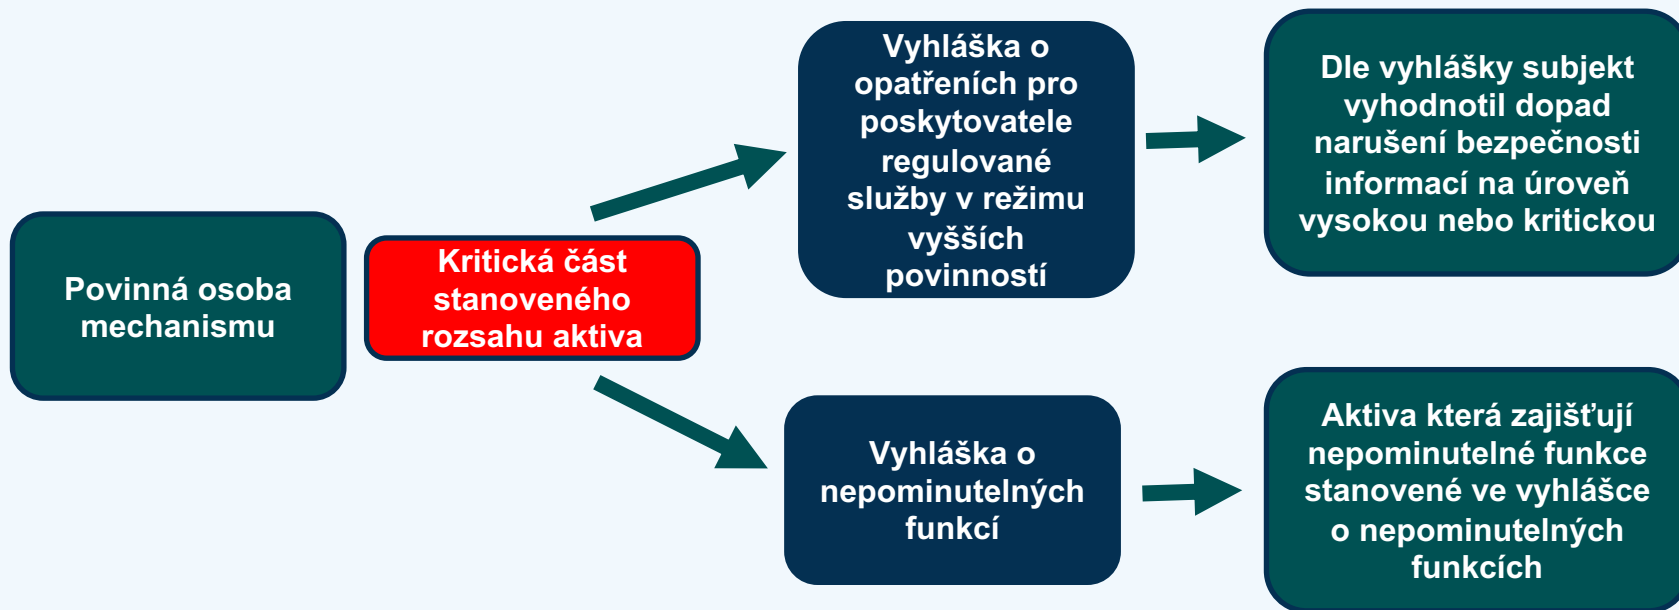 Povinná osoba
mechanismu
Kritická část
stanoveného
rozsahu aktiva
Vyhláška o
opatřeních pro
poskytovatele
regulované
služby v režimu
vyšších
povinností
Dle vyhlášky subjekt
vyhodnotil dopad
narušení bezpečnosti
informací na úroveň
vysokou nebo kritickou
Vyhláška o
nepominutelných
funkcí
Aktiva která zajišťují
nepominutelné funkce
stanovené ve vyhlášce
o nepominutelných
funkcích